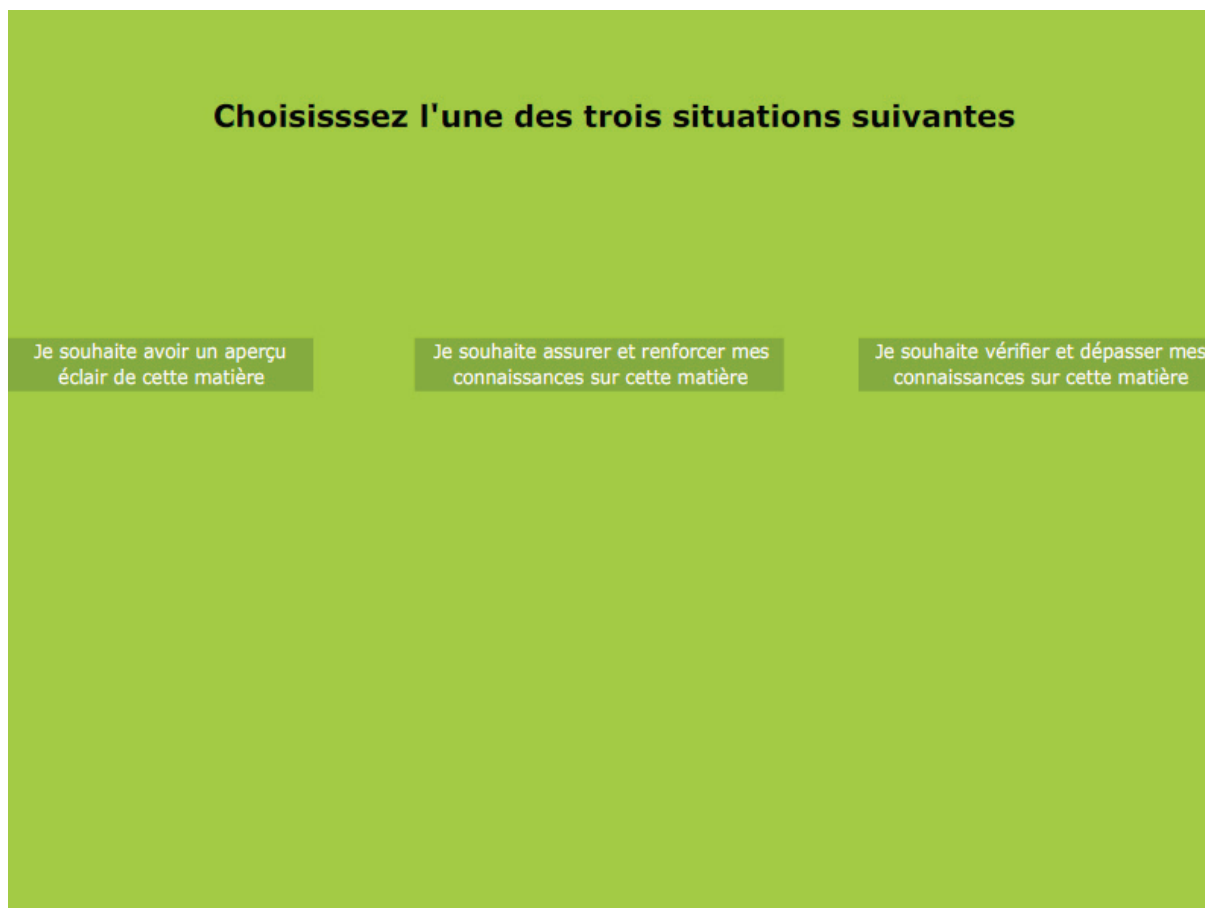 Choisisssez l'une des trois situations suivantes
Je souhaite avoir un aperçu
éclair de cette matière
Je souhaite assurer et renforcer mes
connaissances sur cette matière
Je souhaite vérifier et dépasser mes
connaissances sur cette matière